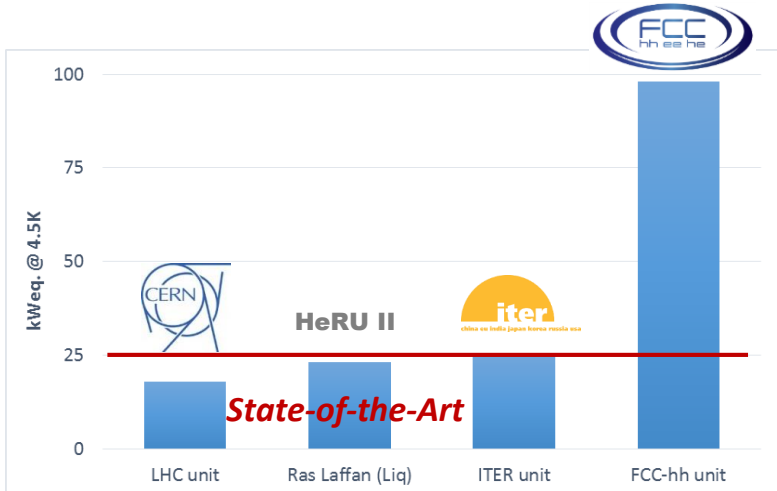 FCC
hh ee he
100
75
50
25
0
kWeq. @ 4.5K
CERN
HeRU II
iter
china eu india japan korea russia usa
State-of-the-Art
LHC unit
Ras Laffan (Liq)
ITER unit
FCC-hh unit